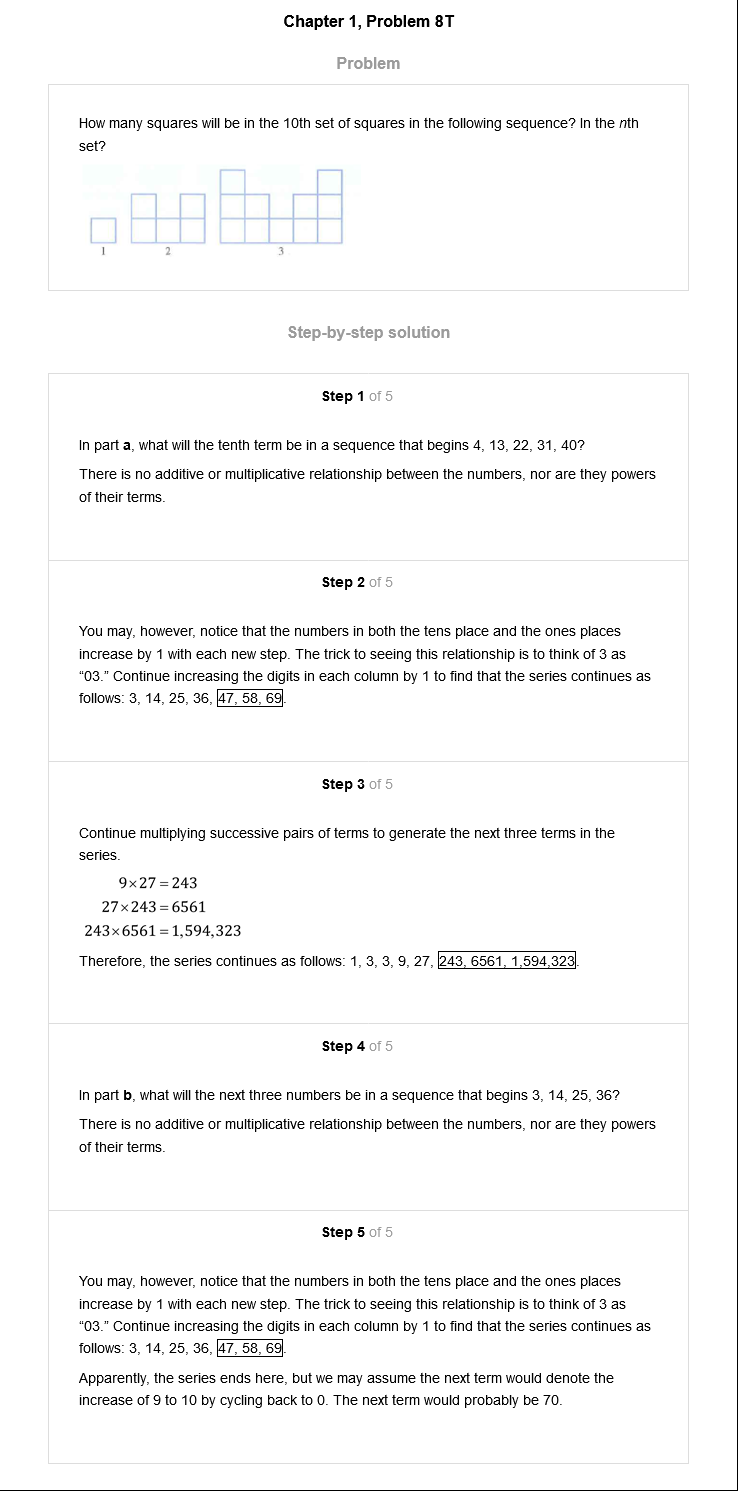 Chapter 1, Problem 8T
Problem
How many squares will be in the 10th set of squares in the following sequence? In the nth
set?
1
2
3
Step-by-step solution
Step 1 of 5
In part a, what will the tenth term be in a sequence that begins 4, 13, 22, 31, 40?
There is no additive or multiplicative relationship between the numbers, nor are they powers
of their terms.
Step 2 of 5
You may, however, notice that the numbers in both the tens place and the ones places
increase by 1 with each new step. The trick to seeing this relationship is to think of 3 as
“03.” Continue increasing the digits in each column by 1 to find that the series continues as
follows: 3, 14, 25, 36, 47, 58, 69.
Step 3 of 5
Continue multiplying successive pairs of terms to generate the next three terms in the
series.
9×27=243
27×243=6561
243×6561=1,594,323
Therefore, the series continues as follows: 1, 3, 3, 9, 27, 243, 6561, 1,594,323.
Step 4 of 5
In part b, what will the next three numbers be in a sequence that begins 3, 14, 25, 36?
There is no additive or multiplicative relationship between the numbers, nor are they powers
of their terms.
Step 5 of 5
You may, however, notice that the numbers in both the tens place and the ones places
increase by 1 with each new step. The trick to seeing this relationship is to think of 3 as
“03.” Continue increasing the digits in each column by 1 to find that the series continues as
follows: 3, 14, 25, 36, 47, 58, 69.
Apparently, the series ends here, but we may assume the next term would denote the
increase of 9 to 10 by cycling back to 0. The next term would probably be 70.